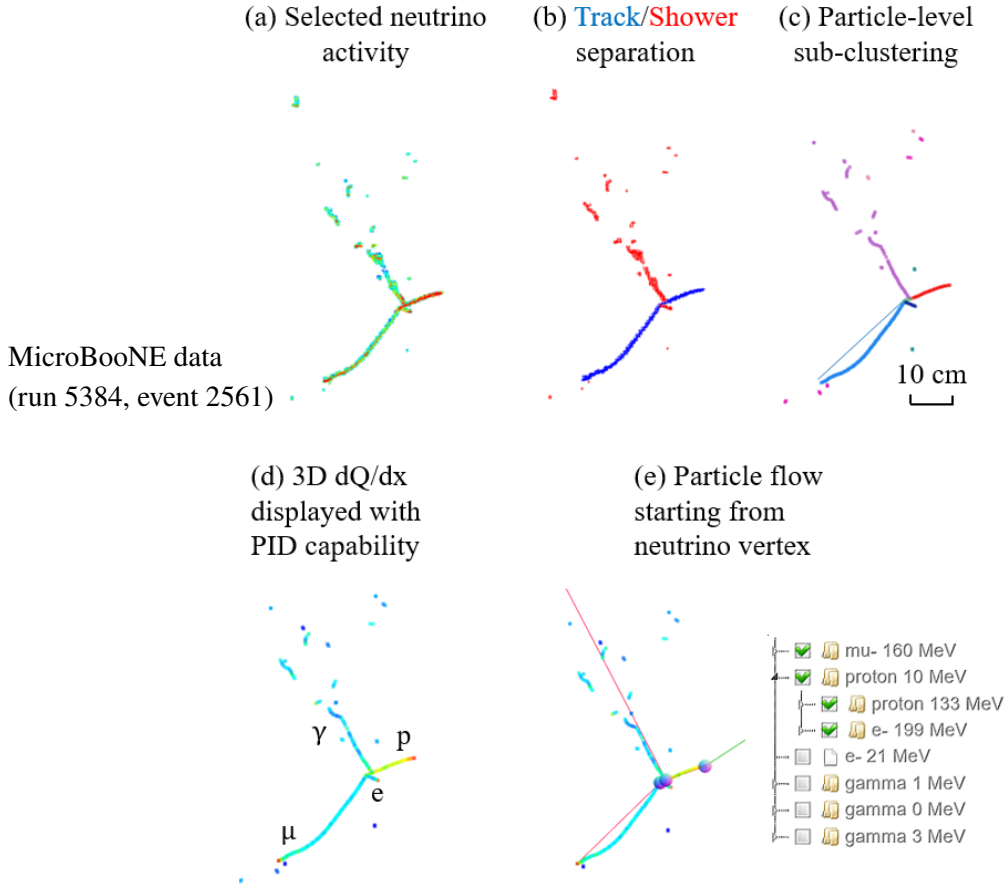 (a) Selected neutrino
activity
(b) Track/Shower
separation
(c) Particle-level
sub-clustering
MicroBooNE data
(run 5384, event 2561)
10 cm
(d) 3D dQ/dx
displayed with
PID capability
(e) Particle flow
starting from
neutrino vertex
γ
p
e
μ
mu- 160 MeV
proton 10 MeV
proton 133 MeV
e- 199 MeV
e- 21 MeV
gamma 1 MeV
gamma 0 MeV
gamma 3 MeV